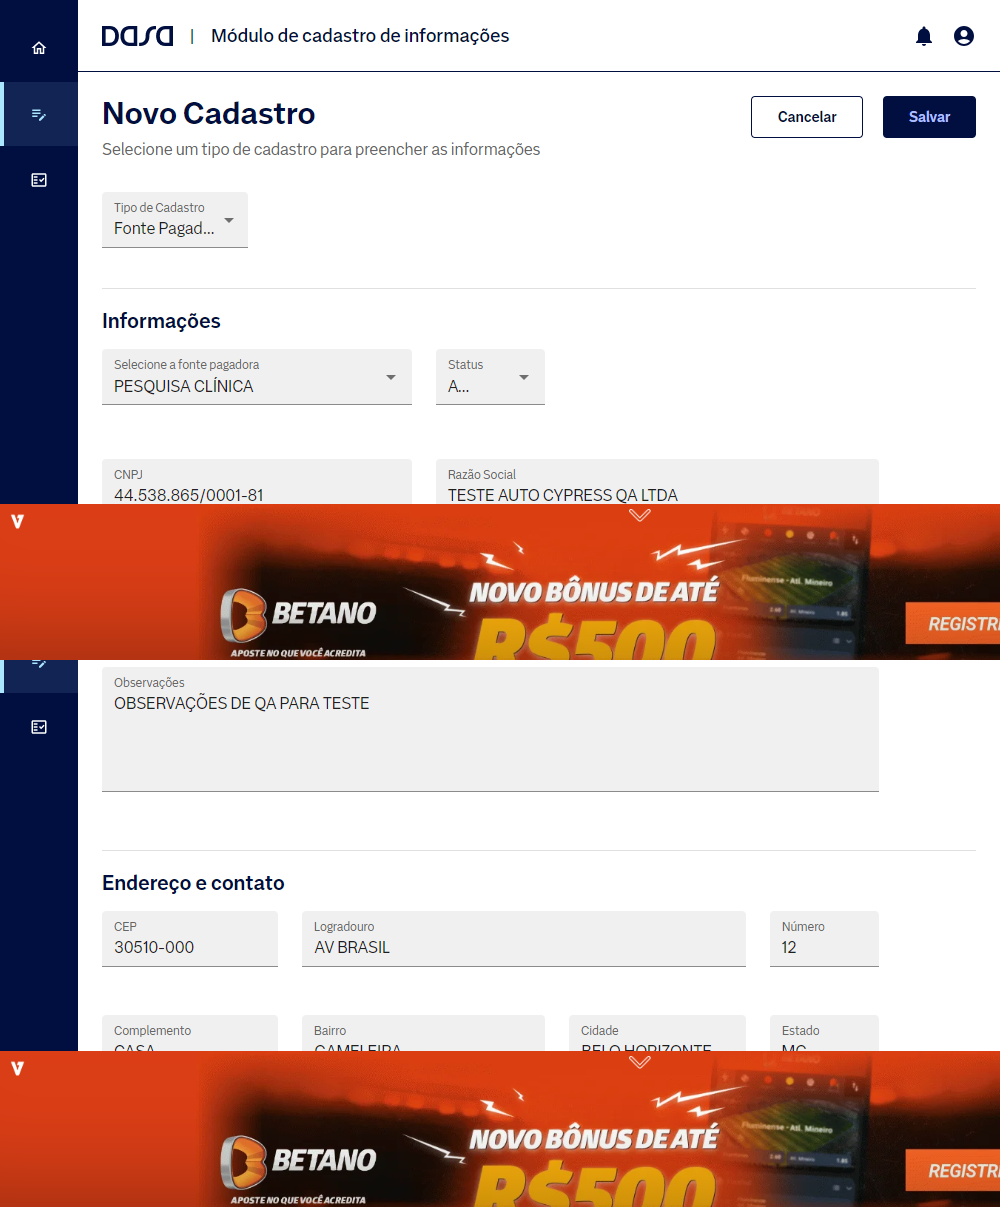 DASA | Módulo de cadastro de informações
Novo Cadastro
Cancelar
Salvar
Selecione um tipo de cadastro para preencher as informações
Tipo de Cadastro
Fonte Pagad...
Informações
Selecione a fonte pagadora
PESQUISA CLÍNICA
Status
A...
CNPJ
44.538.865/0001-81
Razão Social
TESTE AUTO CYPRESS QA LTDA
V
BETANO
APOSTE NO QUE VOCÊ ACREDITA
NOVO BÔNUS DE ATÉ
R$500
Fluminense - Atl. Mineiro
REGISTR
Observações
OBSERVAÇÕES DE QA PARA TESTE
Endereço e contato
CEP
30510-000
Logradouro
AV BRASIL
Número
12
Complemento
CASA
Bairro
GAMELEIRA
Cidade
BELO HORIZONTE
Estado
MG
V
BETANO
APOSTE NO QUE VOCÊ ACREDITA
NOVO BÔNUS DE ATÉ
R$500
Fluminense - Atl. Mineiro
REGISTR